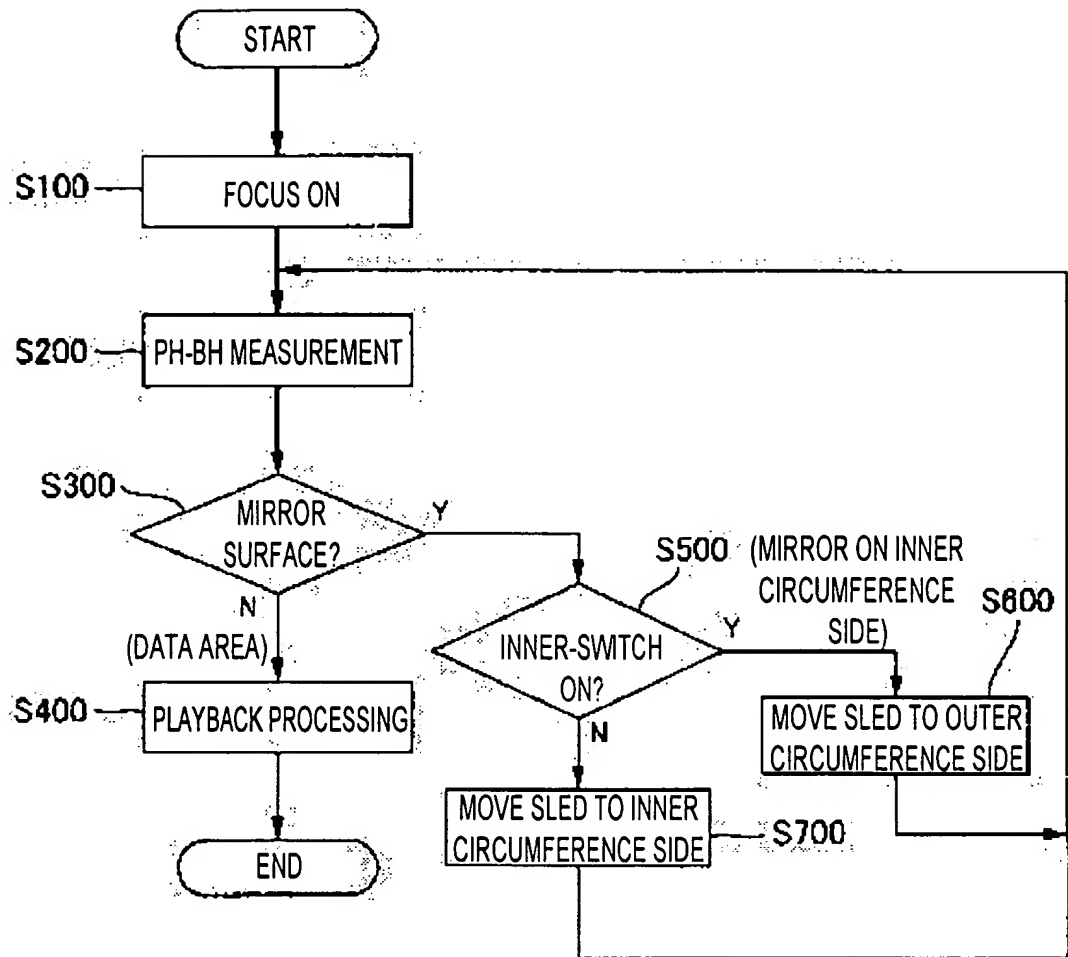 START
S100
FOCUS ON
S200
PH-BH MEASUREMENT
S300
MIRROR
SURFACE?
Y
N
(DATA AREA)
S400
PLAYBACK PROCESSING
END
S500
(MIRROR ON INNER
CIRCUMFERENCE
SIDE)
INNER-SWITCH
ON?
Y
N
S600
MOVE SLED TO OUTER
CIRCUMFERENCE SIDE
MOVE SLED TO INNER
CIRCUMFERENCE SIDE
S700